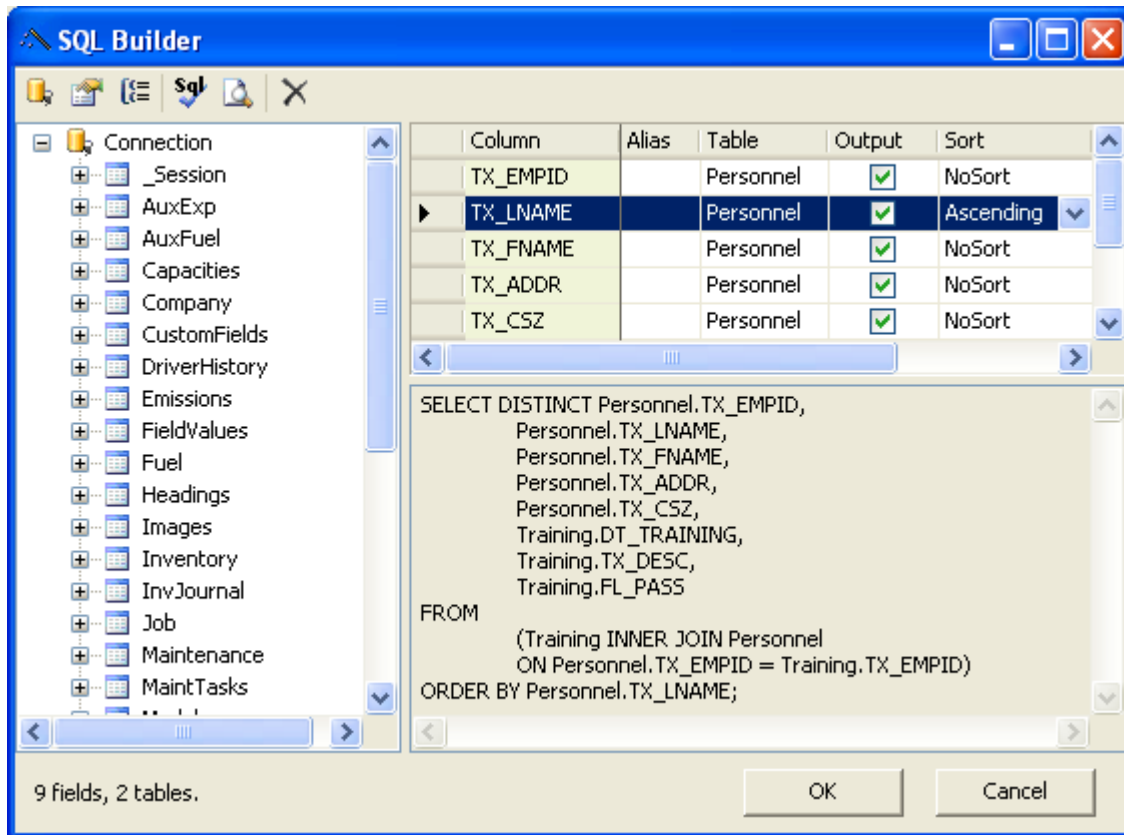 SQL Builder
Sql
Connection
_Session
AuxExp
AuxFuel
Capacities
Company
CustomFields
DriverHistory
Emissions
FieldValues
Fuel
Headings
Images
Inventory
InvJournal
Job
Maintenance
MaintTasks
Column Alias Table Output Sort
TX_EMPID Personnel NoSort
TX_LNAME Personnel Ascending
TX_FNAME Personnel NoSort
TX_ADDR Personnel NoSort
TX_CSZ Personnel NoSort
SELECT DISTINCT Personnel.TX_EMPID,
Personnel.TX_LNAME,
Personnel.TX_FNAME,
Personnel.TX_ADDR,
Personnel.TX_CSZ,
Training.DT_TRAINING,
Training.TX_DESC,
Training.FL_PASS
FROM
(Training INNER JOIN Personnel
ON Personnel.TX_EMPID = Training.TX_EMPID)
ORDER BY Personnel.TX_LNAME;
9 fields, 2 tables.
OK Cancel